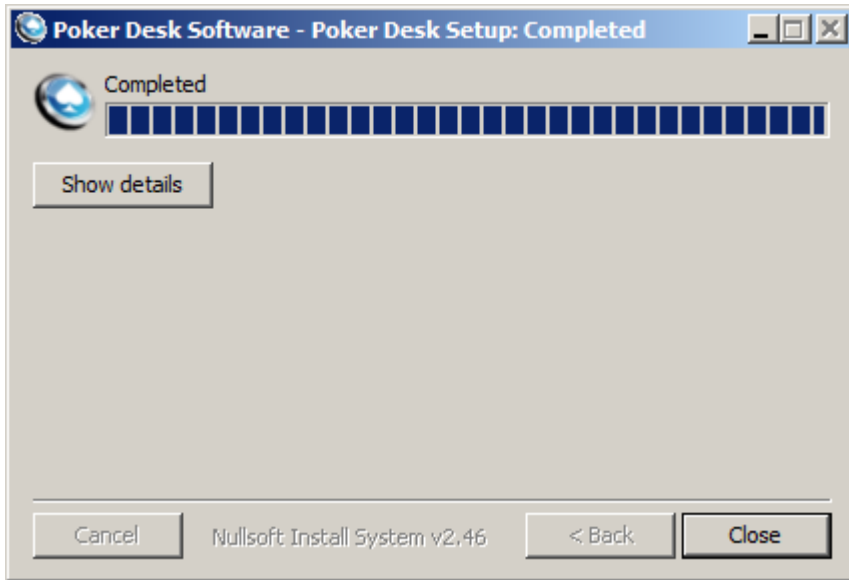 Poker Desk Software - Poker Desk Setup: Completed
Completed
Show details
Cancel
Nullsoft Install System v2.46
< Back
Close